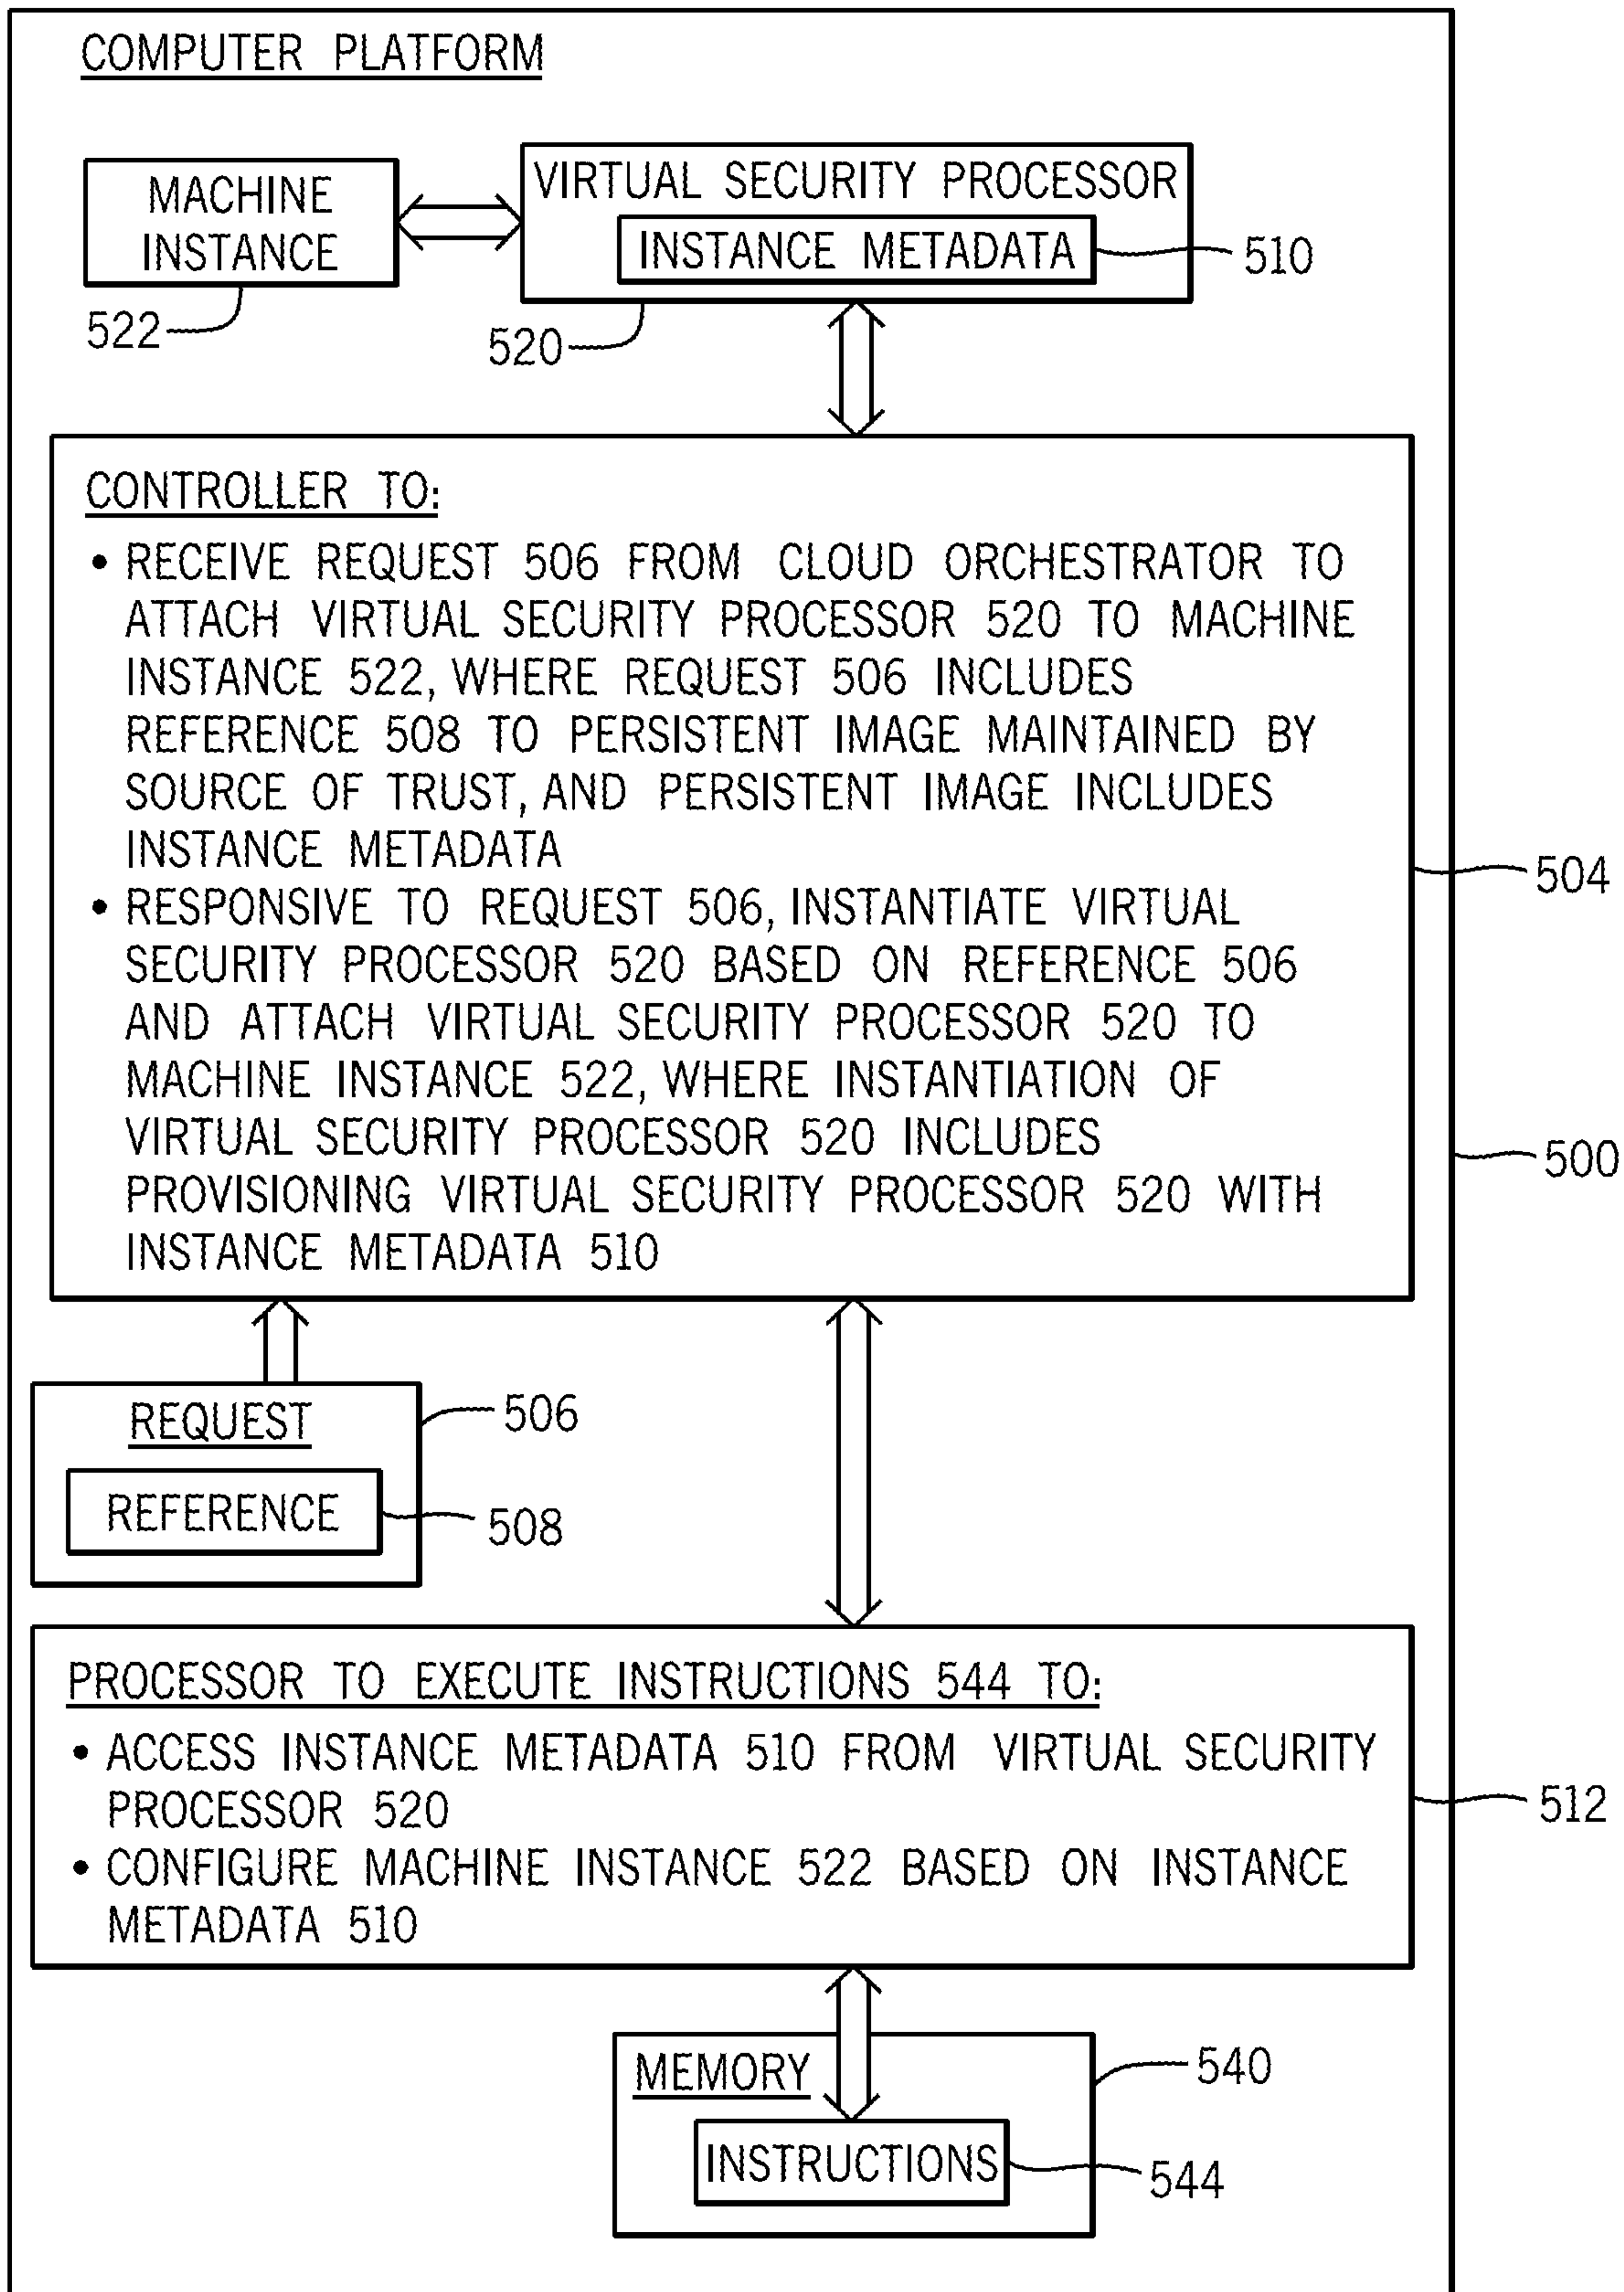 COMPUTER PLATFORM
MACHINE
INSTANCE
522
VIRTUAL SECURITY PROCESSOR
INSTANCE METADATA
510
520
CONTROLLER TO:
• RECEIVE REQUEST 506 FROM CLOUD ORCHESTRATOR TO
ATTACH VIRTUAL SECURITY PROCESSOR 520 TO MACHINE
INSTANCE 522, WHERE REQUEST 506 INCLUDES
REFERENCE 508 TO PERSISTENT IMAGE MAINTAINED BY
SOURCE OF TRUST, AND PERSISTENT IMAGE INCLUDES
INSTANCE METADATA
• RESPONSIVE TO REQUEST 506, INSTANTIATE VIRTUAL
SECURITY PROCESSOR 520 BASED ON REFERENCE 506
AND ATTACH VIRTUAL SECURITY PROCESSOR 520 TO
MACHINE INSTANCE 522, WHERE INSTANTIATION OF
VIRTUAL SECURITY PROCESSOR 520 INCLUDES
PROVISIONING VIRTUAL SECURITY PROCESSOR 520 WITH
INSTANCE METADATA 510
504
500
REQUEST
506
REFERENCE
508
PROCESSOR TO EXECUTE INSTRUCTIONS 544 TO:
• ACCESS INSTANCE METADATA 510 FROM VIRTUAL SECURITY
PROCESSOR 520
• CONFIGURE MACHINE INSTANCE 522 BASED ON INSTANCE
METADATA 510
512
MEMORY
540
INSTRUCTIONS
544